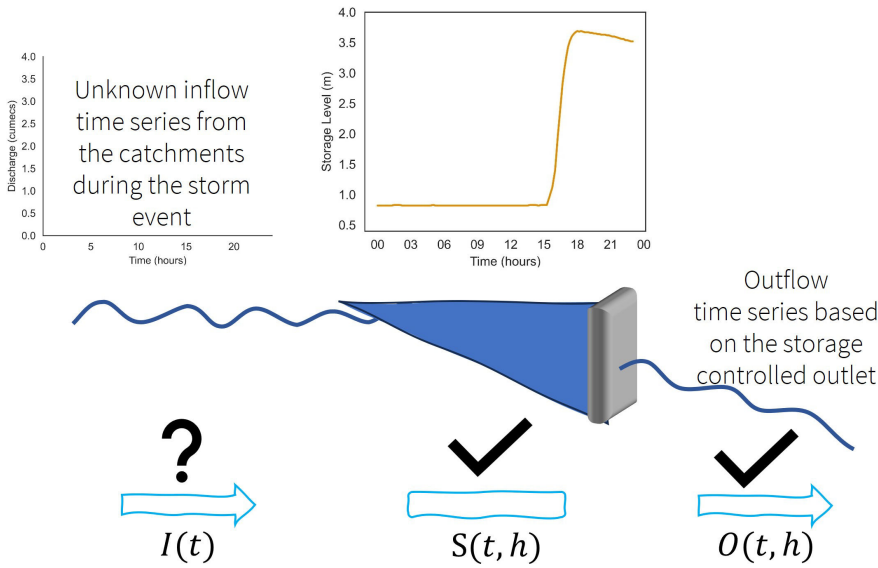 4.0
3.5
3.0
2.5
2.0
1.5
1.0
0.5
0.0
Discharge (cumecs)
0
5
10
15
20
Time (hours)
Unknown inflow
time series from
the catchments
during the storm
event
4.0
3.5
3.0
2.5
2.0
1.5
1.0
0.5
Storage Level (m)
00
03
06
09
12
15
18
21
00
Time (hours)
Outflow
time series based
on the storage
controlled outlet
?
I(t)
S(t, h)
O(t, h)